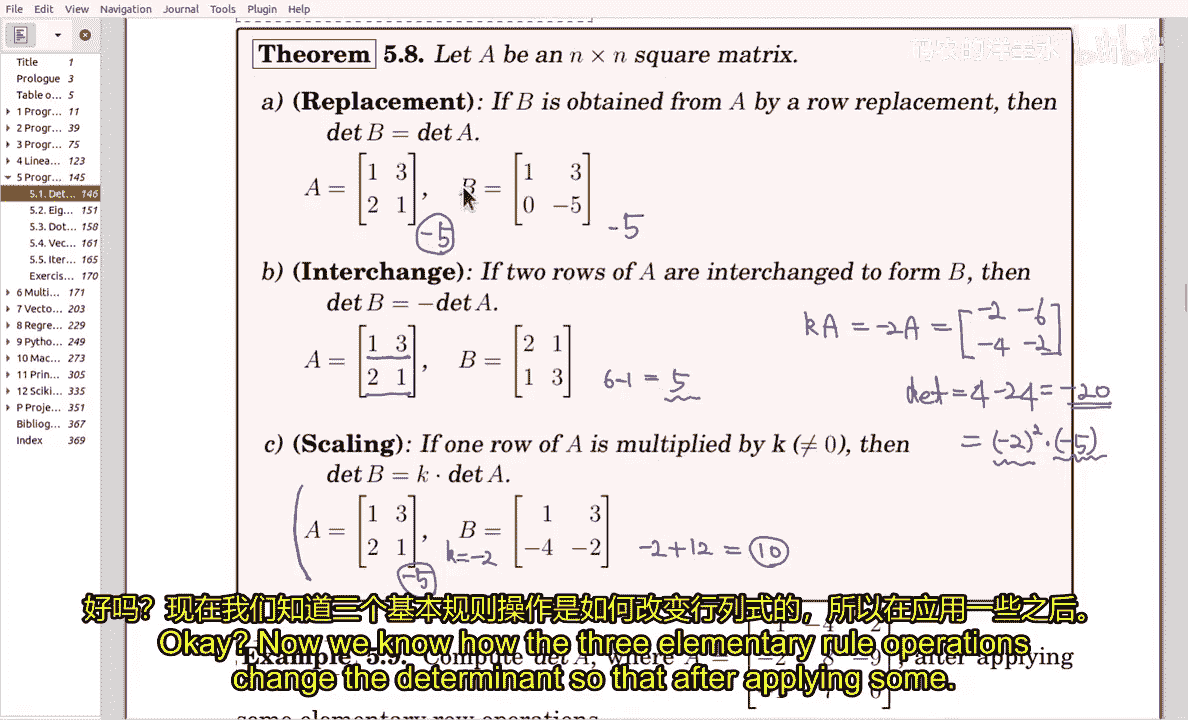 File Edit View Navigation Journal Tools Plugin Help
Title 1
Prologue 3
Table o... 5
1 Progr... 11
2 Progr... 39
3 Progr... 75
4 Linea... 123
5 Progr... 145
5.1. Det... 146
5.2. Eig... 151
5.3. Dot... 158
5.4. Vec... 161
5.5. Iter... 165
Exercis... 170
6 Multi... 171
7 Vecto... 203
8 Regre... 229
9 Pytho... 249
10 Mac... 273
11 Prin... 305
12 Sciki... 335
P Proje... 351
Bibliog... 367
Index 369
Theorem 5.8. Let A be an n × n square matrix.
a) (Replacement): If B is obtained from A by a row replacement, then
det B = det A.
A = [1 3; 2 1], B = [1 3; 0 −5]
-5 -5
b) (Interchange): If two rows of A are interchanged to form B, then
det B = −det A.
A = [1 3; 2 1], B = [2 1; 1 3]
6-1 = 5
kA = -2A = [-2 -6; -4 -2]
det = 4-24 = -20
= (-2)²·(-5)
c) (Scaling): If one row of A is multiplied by k (≠ 0), then
det B = k · det A.
A = [1 3; 2 1], B = [1 3; −4 −2]
-5 k=-2 -2+12 = 10
好吗？现在我们知道三个基本规则操作是如何改变行列式的，所以在应用一些之后。
Okay? Now we know how the three elementary rule operations
change the determinant so that after applying some.
Example 5.9. Compute det A, where A = after applying
some elementary row operations